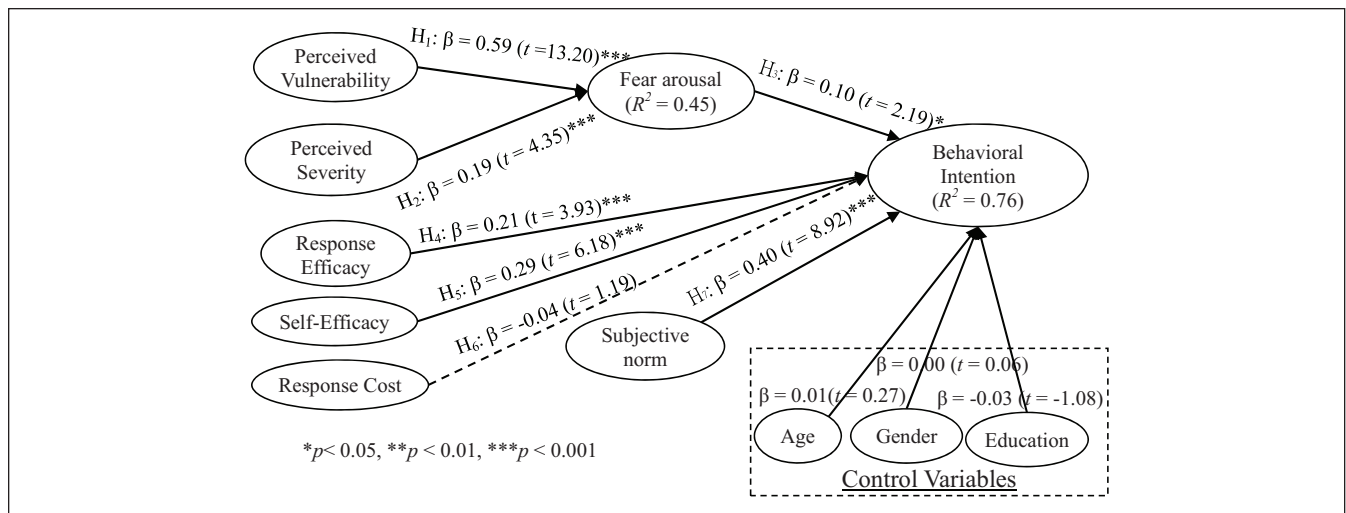 H₁: β = 0.59 (t =13.20)***
Perceived
Vulnerability
Fear arousal
(R² = 0.45)
H₃: β = 0.10 (t = 2.19)*
Perceived
Severity
H₂: β = 0.19 (t = 4.35)***
Behavioral
Intention
(R² = 0.76)
Response
Efficacy
H₄: β = 0.21 (t = 3.93)***
Self-Efficacy
H₅: β = 0.29 (t = 6.18)***
Response Cost
H₆: β = -0.04 (t = 1.19)
Subjective
norm
H₇: β = 0.40 (t = 8.92)***
β = 0.00 (t = 0.06)
β = 0.01(t = 0.27)
β = -0.03 (t = -1.08)
Age
Gender
Education
Control Variables
*p< 0.05, **p < 0.01, ***p < 0.001